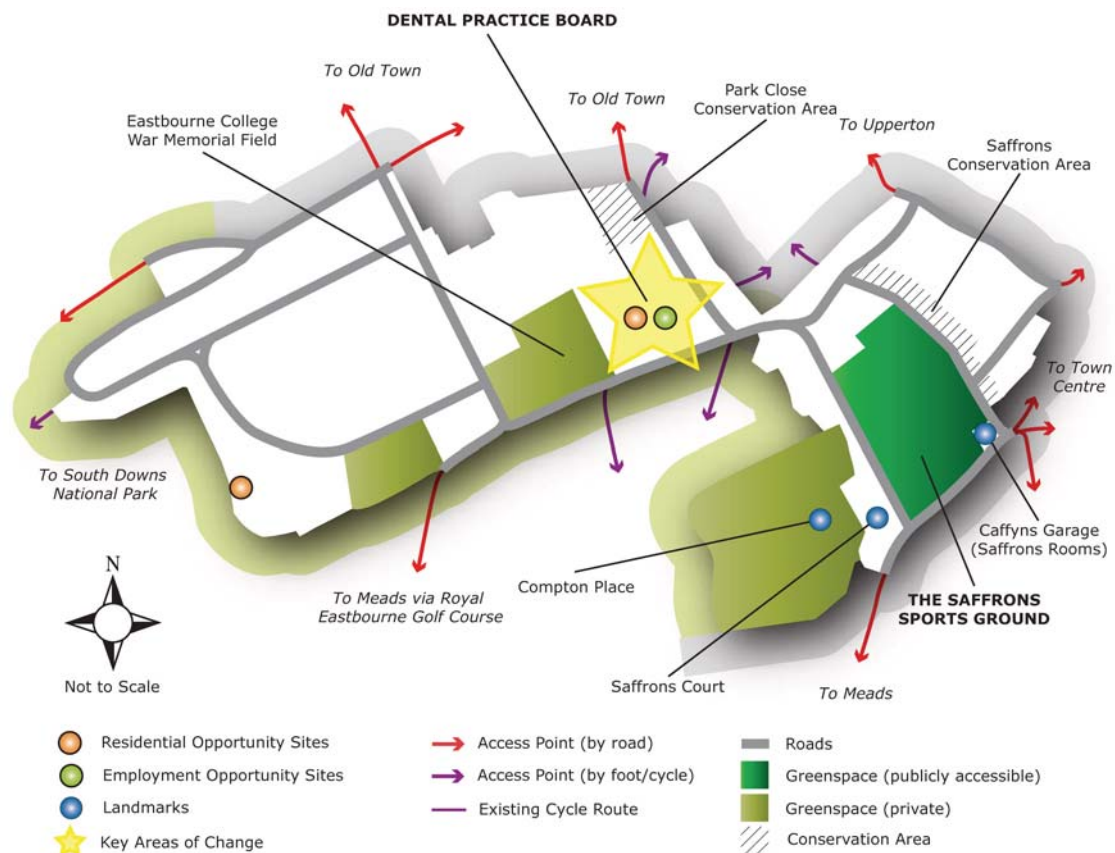 DENTAL PRACTICE BOARD
To Old Town
Eastbourne College
War Memorial Field
To Old Town
Park Close
Conservation Area
To Upperton
Saffrons
Conservation Area
To Town
Centre
To South Downs
National Park
Caffyns Garage
(Saffrons Rooms)
Compton Place
N
To Meads via Royal
Eastbourne Golf Course
THE SAFFRONS
SPORTS GROUND
Not to Scale
Saffrons Court
To Meads
Residential Opportunity Sites
Employment Opportunity Sites
Landmarks
Key Areas of Change
Access Point (by road)
Access Point (by foot/cycle)
Existing Cycle Route
Roads
Greenspace (publicly accessible)
Greenspace (private)
Conservation Area